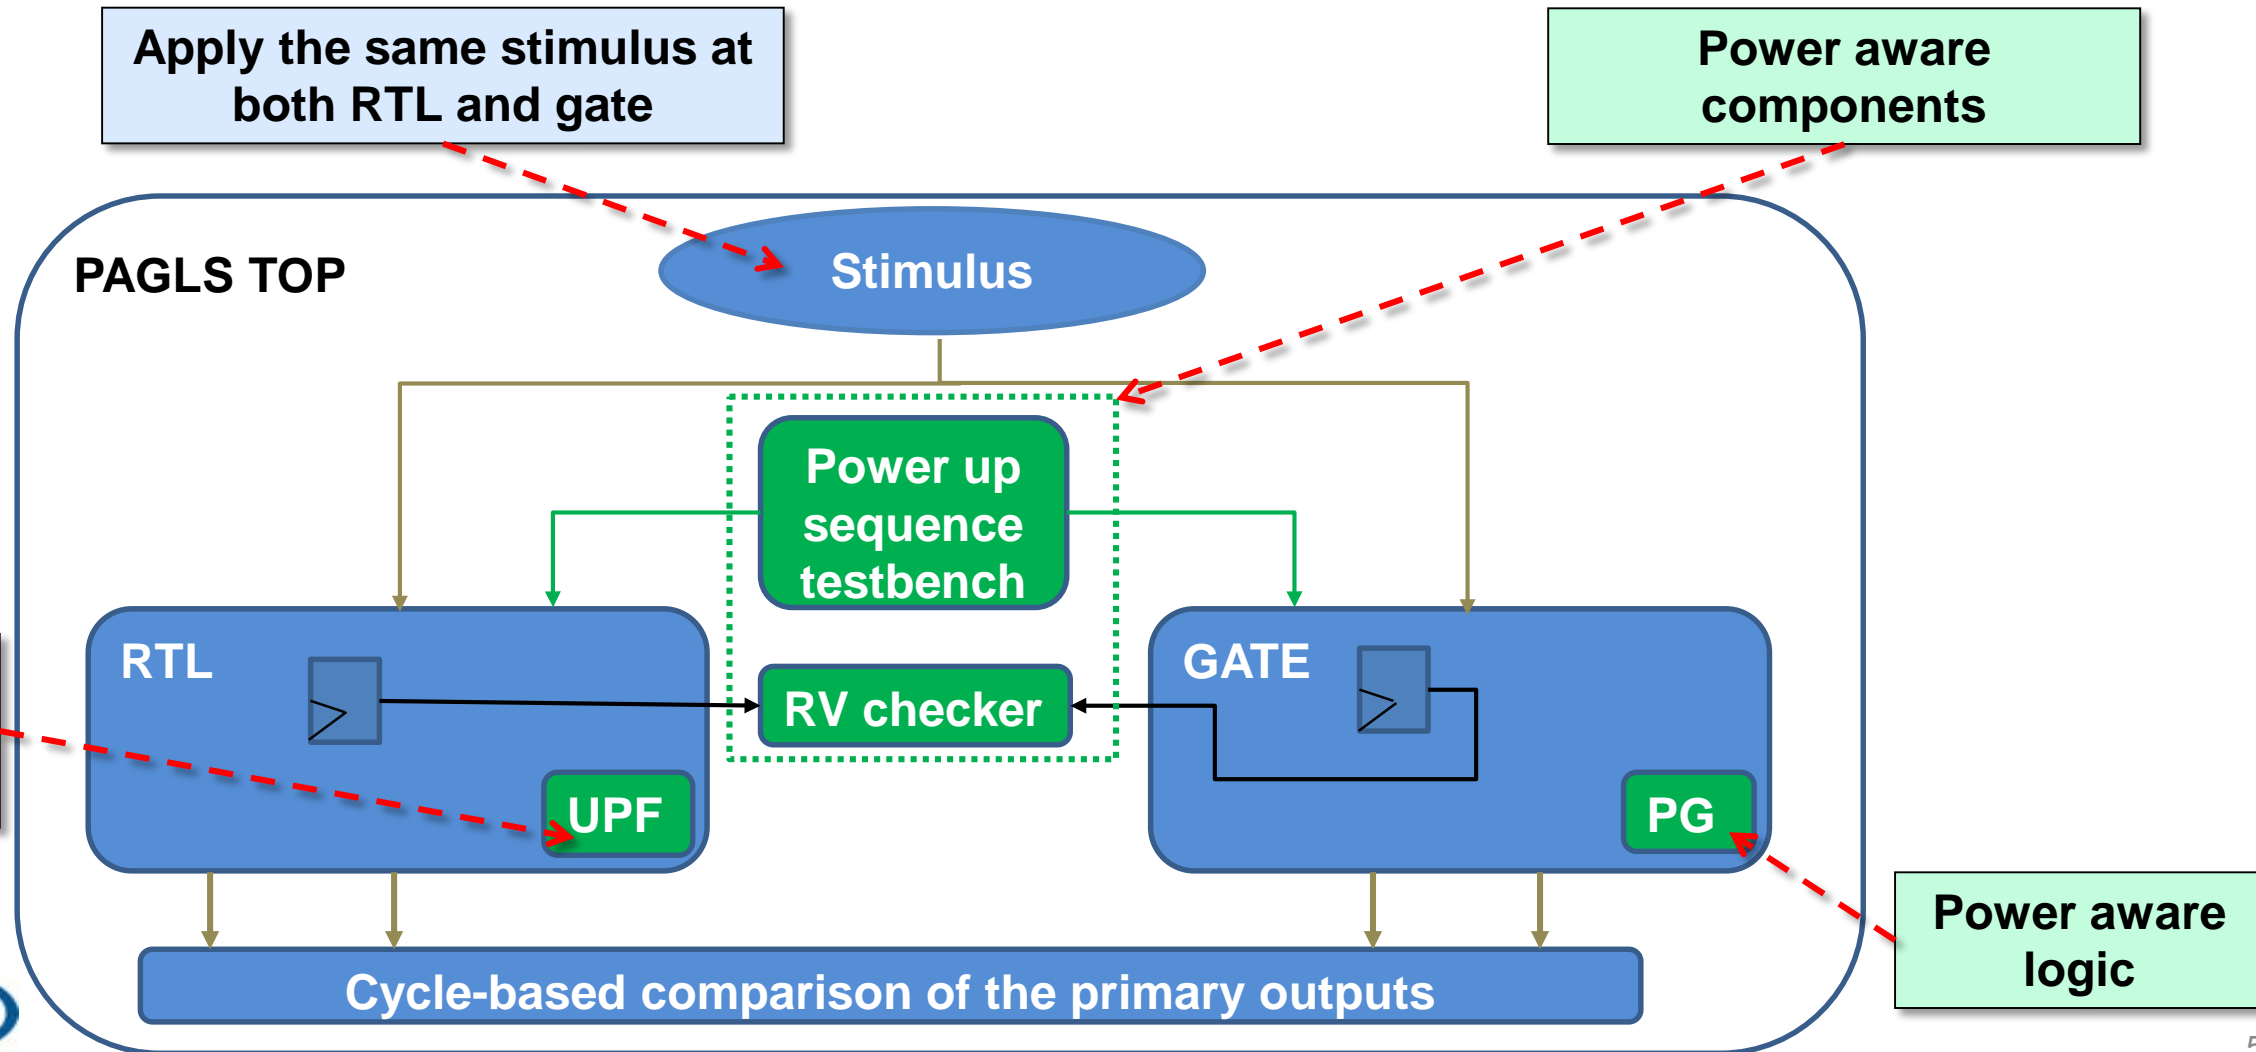 Apply the same stimulus at
both RTL and gate
Power aware
components
PAGLS TOP
Stimulus
Power up
sequence
testbench
RTL
GATE
RV checker
UPF
PG
Power aware
logic
Cycle-based comparison of the primary outputs